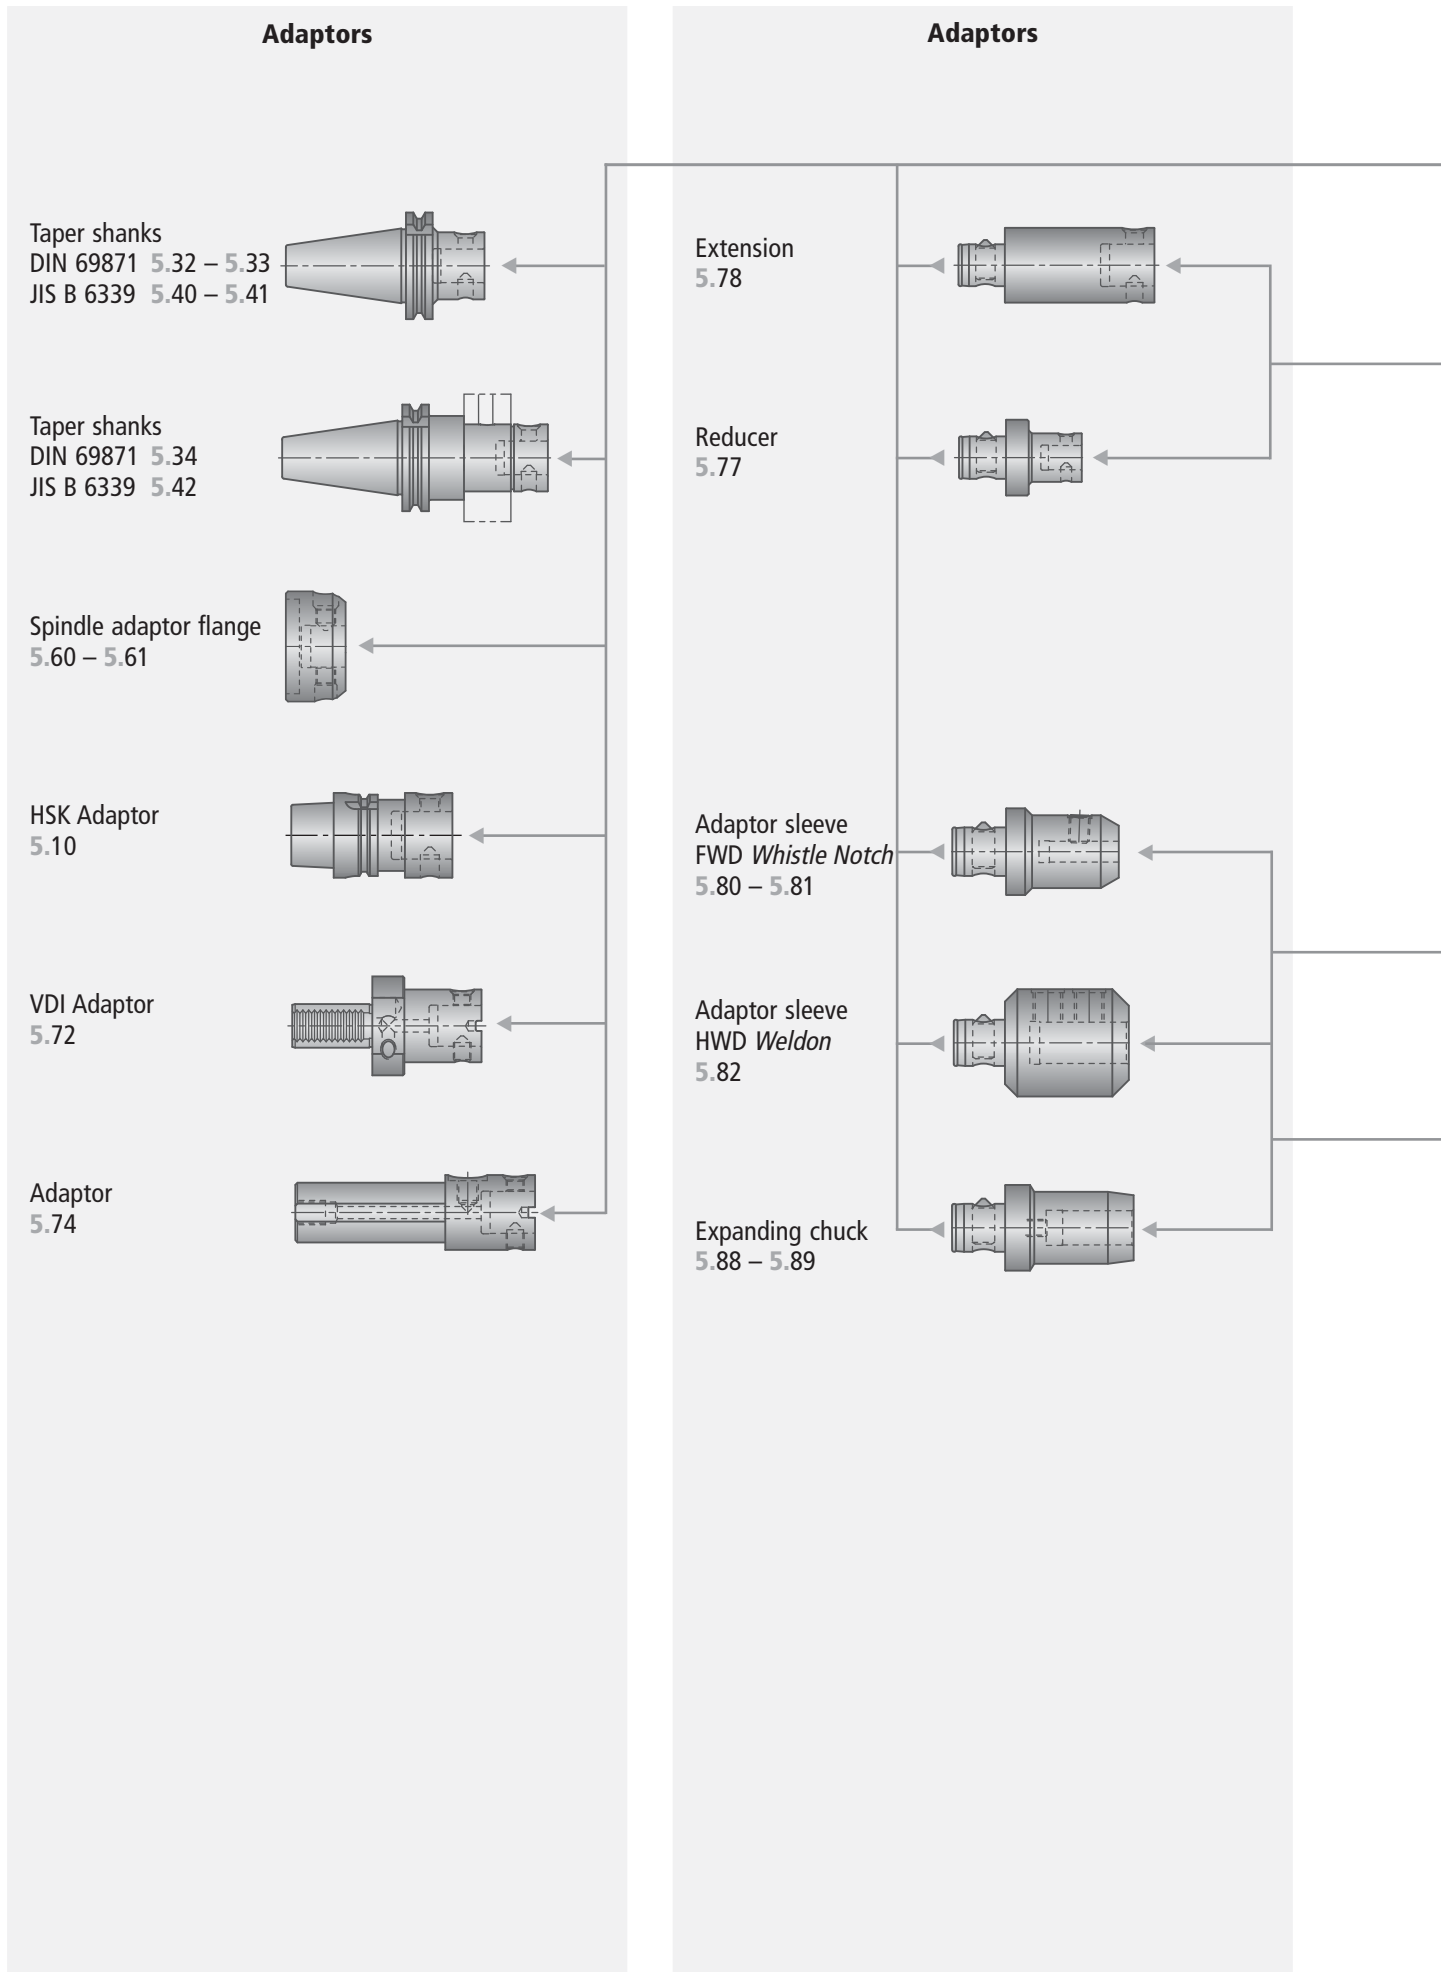 Adaptors
Taper shanks
DIN 69871 5.32 – 5.33
JIS B 6339 5.40 – 5.41
Taper shanks
DIN 69871 5.34
JIS B 6339 5.42
Spindle adaptor flange
5.60 – 5.61
HSK Adaptor
5.10
VDI Adaptor
5.72
Adaptor
5.74
Adaptors
Extension
5.78
Reducer
5.77
Adaptor sleeve
FWD Whistle Notch
5.80 – 5.81
Adaptor sleeve
HWD Weldon
5.82
Expanding chuck
5.88 – 5.89